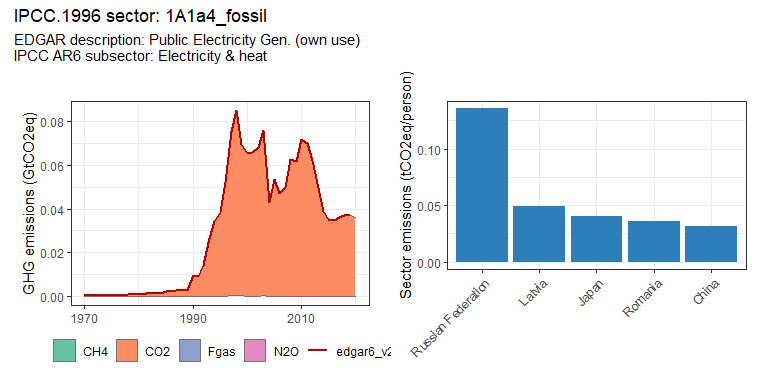 IPCC.1996 sector: 1A1a4_fossil
EDGAR description: Public Electricity Gen. (own use)
IPCC AR6 subsector: Electricity & heat
GHG emissions (GtCO2eq)
0.08
0.06
0.04
0.02
0.00
1970
1990
2010
CH4
CO2
Fgas
N2O
edgar6_v2
Sector emissions (tCO2eq/person)
0.10
0.05
0.00
Russian Federation
Latvia
Japan
Romania
China